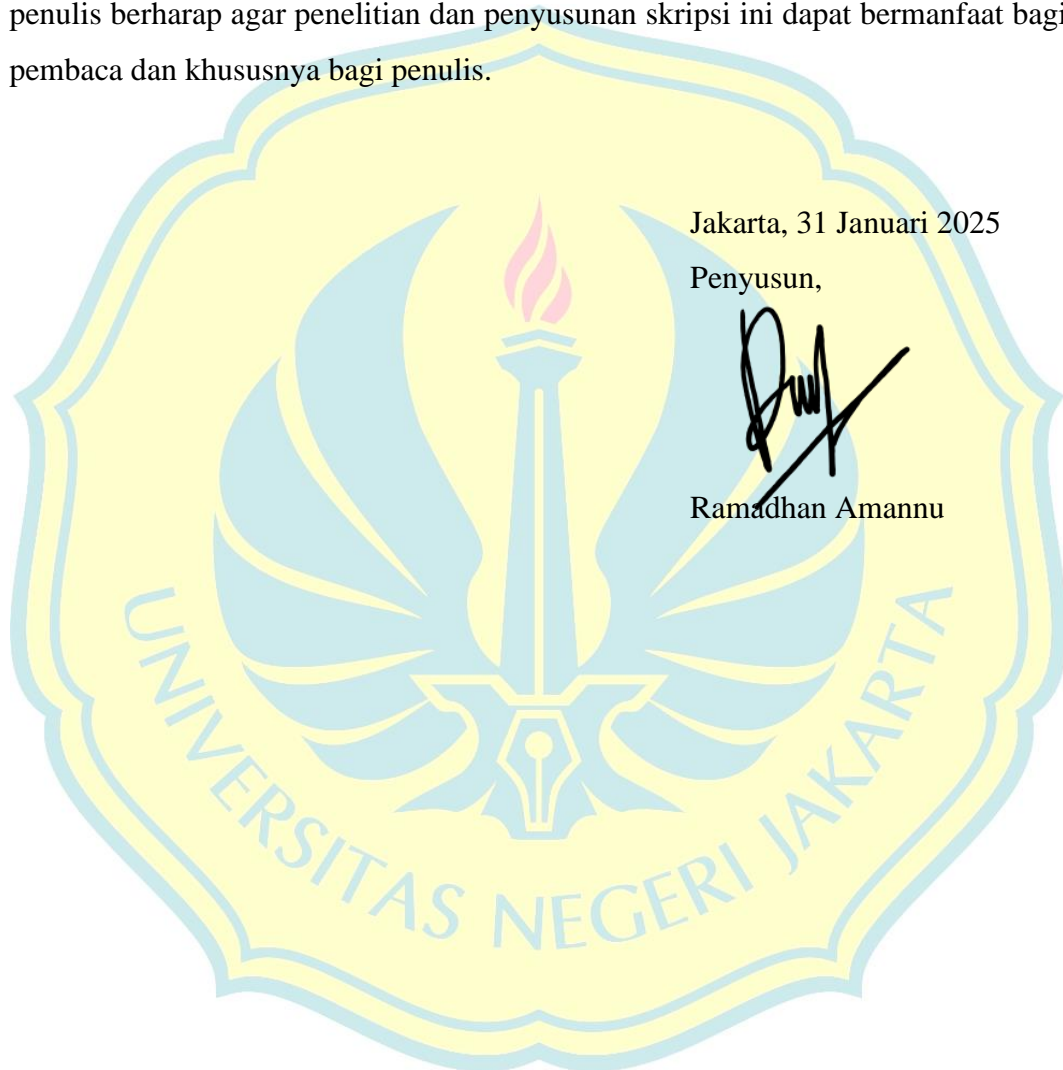 penulis berharap agar penelitian dan penyusunan skripsi ini dapat bermanfaat bagi
pembaca dan khususnya bagi penulis.
Jakarta, 31 Januari 2025
Penyusun,
Ramadhan Amannu
UNIVERSITAS NEGERI JAKARTA